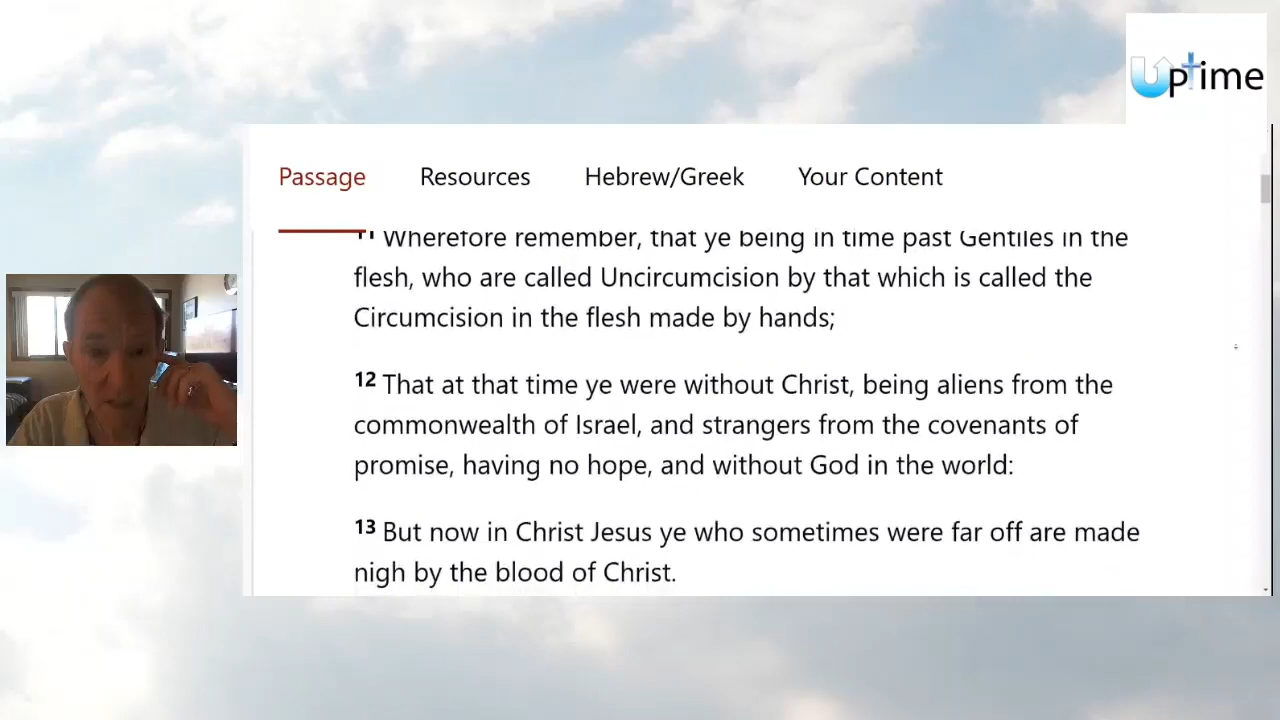 Uptime
Passage Resources Hebrew/Greek Your Content
11 Wherefore remember, that ye being in time past Gentiles in the
flesh, who are called Uncircumcision by that which is called the
Circumcision in the flesh made by hands;
12 That at that time ye were without Christ, being aliens from the
commonwealth of Israel, and strangers from the covenants of
promise, having no hope, and without God in the world:
13 But now in Christ Jesus ye who sometimes were far off are made
nigh by the blood of Christ.